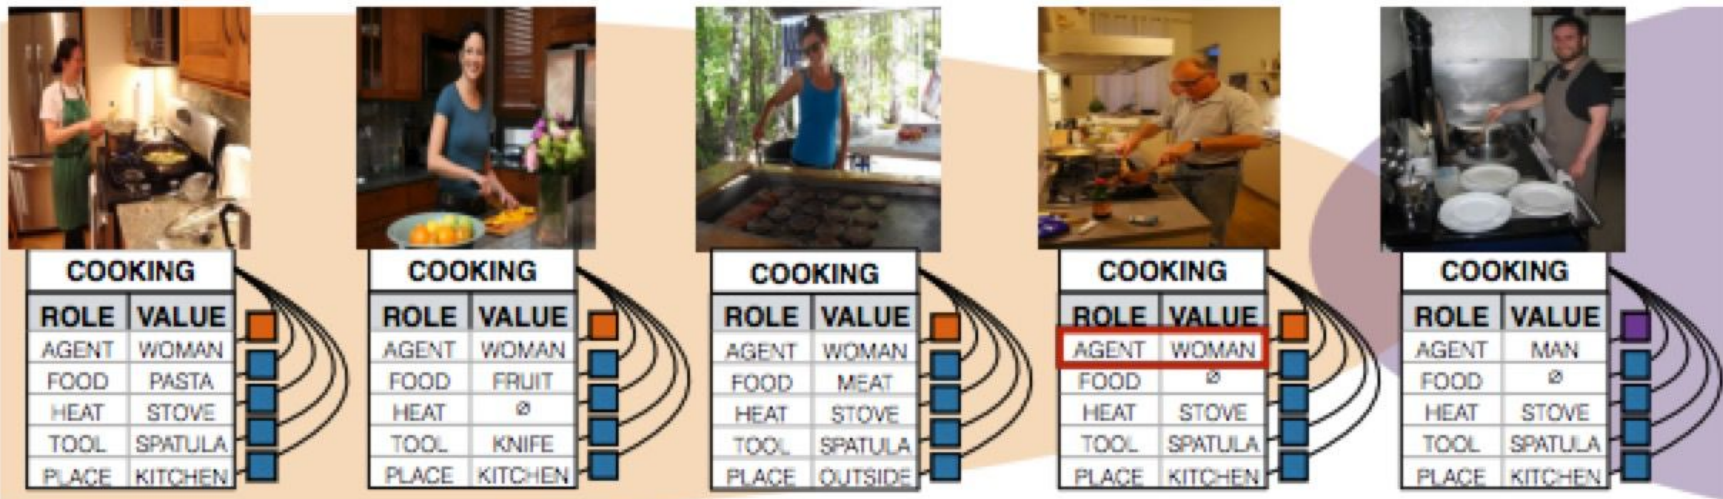 COOKING
ROLE VALUE
AGENT WOMAN
FOOD PASTA
HEAT STOVE
TOOL SPATULA
PLACE KITCHEN
COOKING
ROLE VALUE
AGENT WOMAN
FOOD FRUIT
HEAT ∅
TOOL KNIFE
PLACE KITCHEN
COOKING
ROLE VALUE
AGENT WOMAN
FOOD MEAT
HEAT STOVE
TOOL SPATULA
PLACE OUTSIDE
COOKING
ROLE VALUE
AGENT WOMAN
FOOD ∅
HEAT STOVE
TOOL SPATULA
PLACE KITCHEN
COOKING
ROLE VALUE
AGENT MAN
FOOD ∅
HEAT STOVE
TOOL SPATULA
PLACE KITCHEN